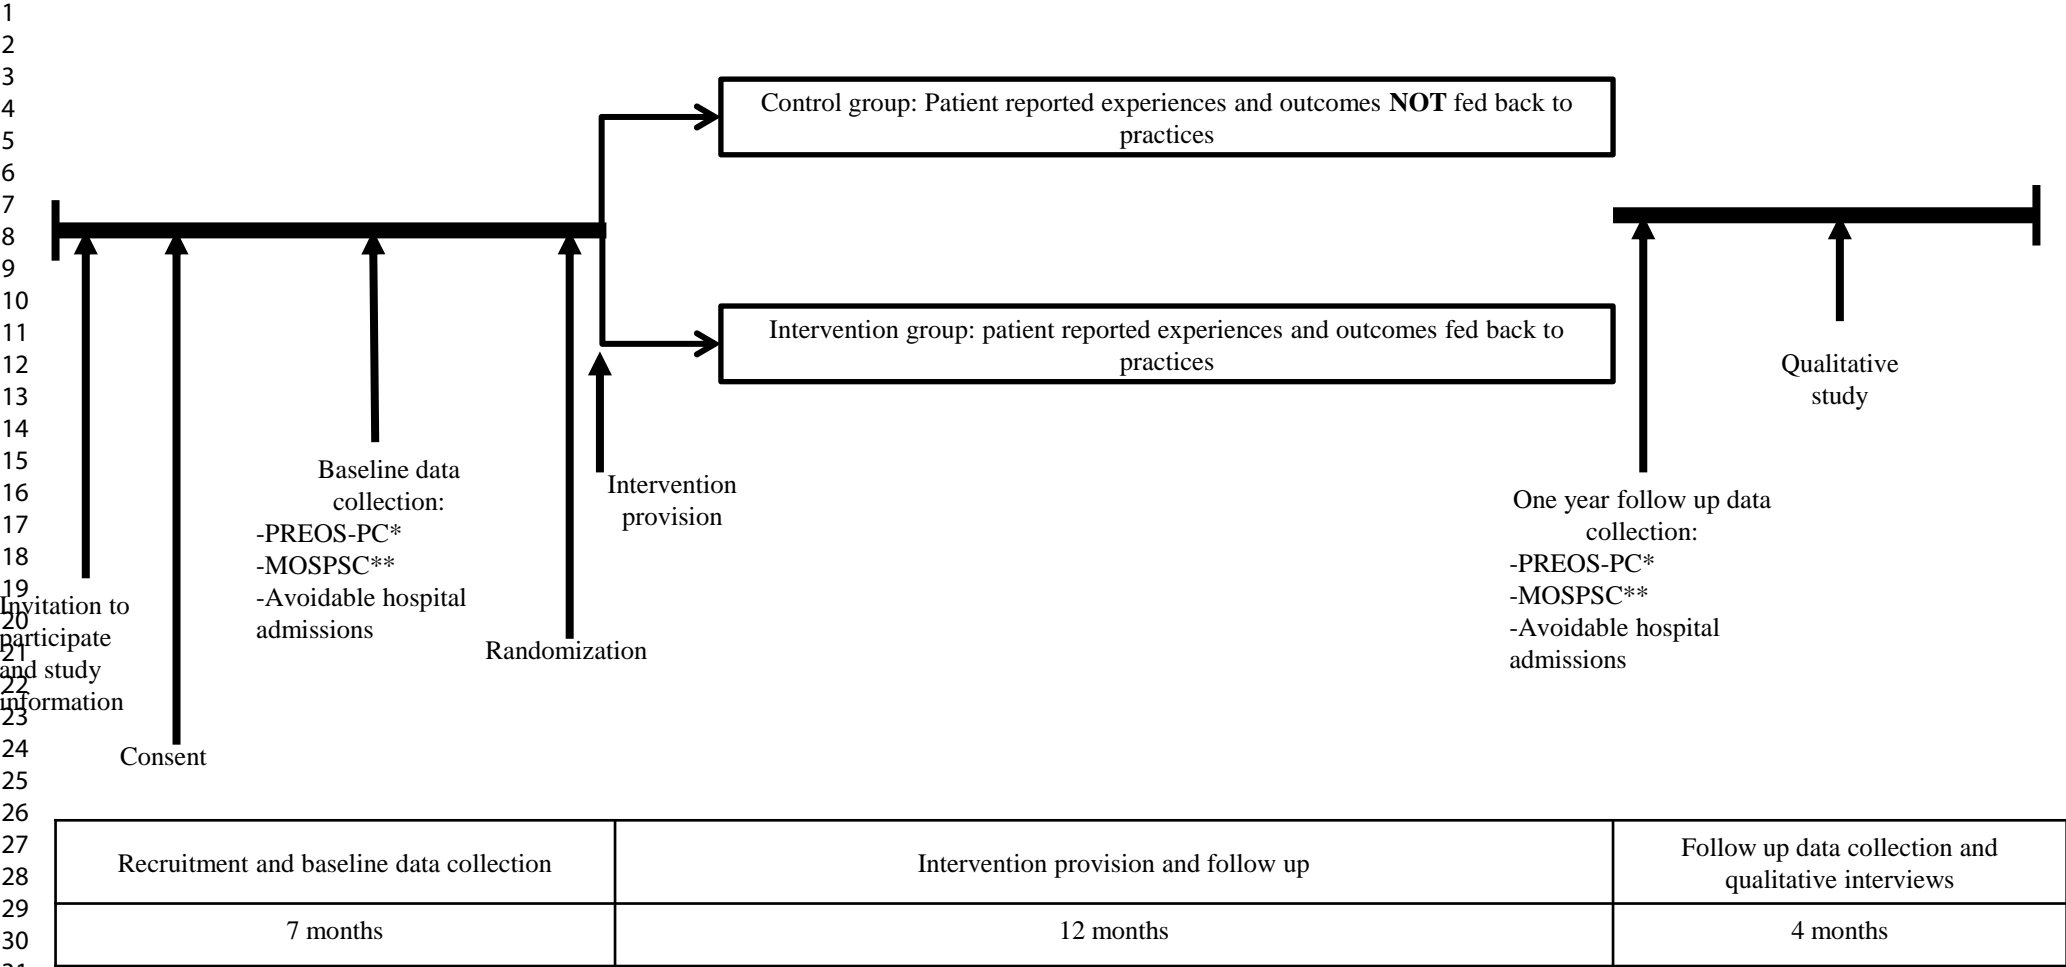 1
2
3
4
5
6
7
8
9
10
11
12
13
14
15
16
17
18
19
20
21
22
23
24
25
26
27
28
29
30
31
Control group: Patient reported experiences and outcomes NOT fed back to
practices
Intervention group: patient reported experiences and outcomes fed back to
practices
Invitation to
participate
and study
information
Consent
Baseline data
collection:
-PREOS-PC*
-MOSPSC**
-Avoidable hospital
admissions
Randomization
Intervention
provision
One year follow up data
collection:
-PREOS-PC*
-MOSPSC**
-Avoidable hospital
admissions
Qualitative
study
Recruitment and baseline data collection
Intervention provision and follow up
Follow up data collection and
qualitative interviews
7 months
12 months
4 months